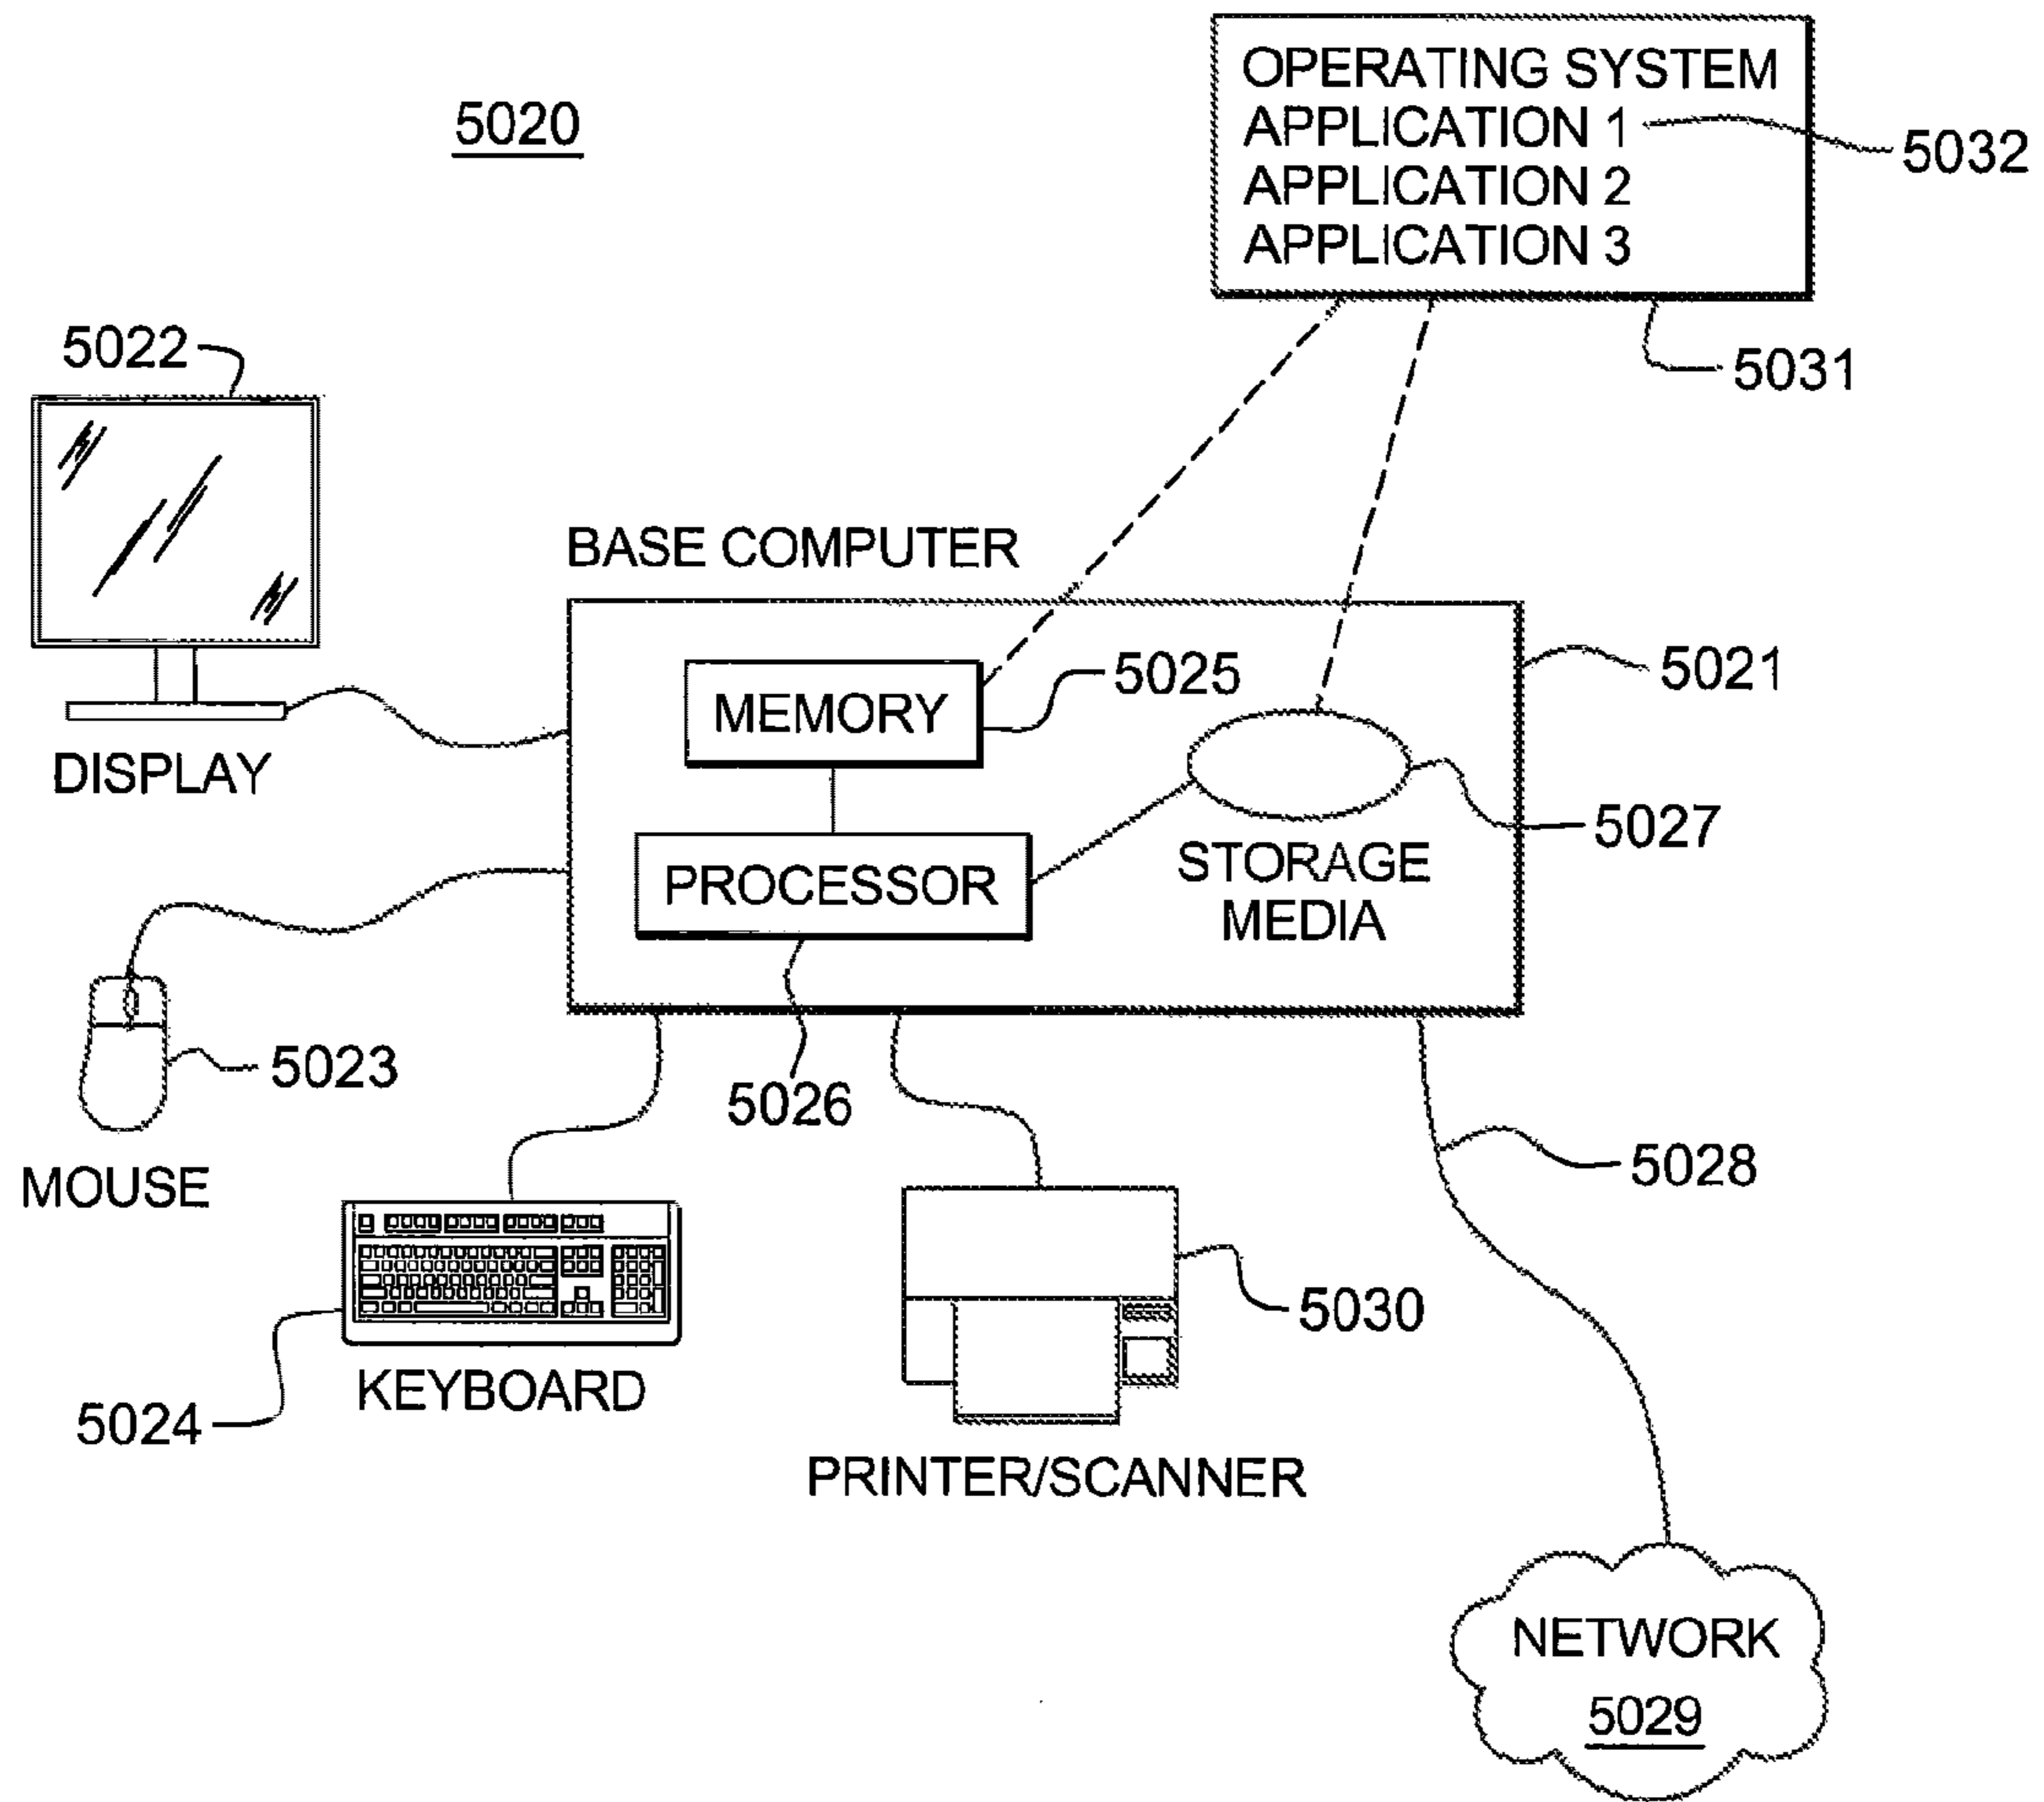 OPERATING SYSTEM
APPLICATION 1
APPLICATION 2
APPLICATION 3
5020
5032
5031
5022
DISPLAY
BASE COMPUTER
MEMORY
5025
5021
PROCESSOR
5027
STORAGE
MEDIA
5023
MOUSE
5026
5028
5024
KEYBOARD
5030
PRINTER/SCANNER
NETWORK
5029